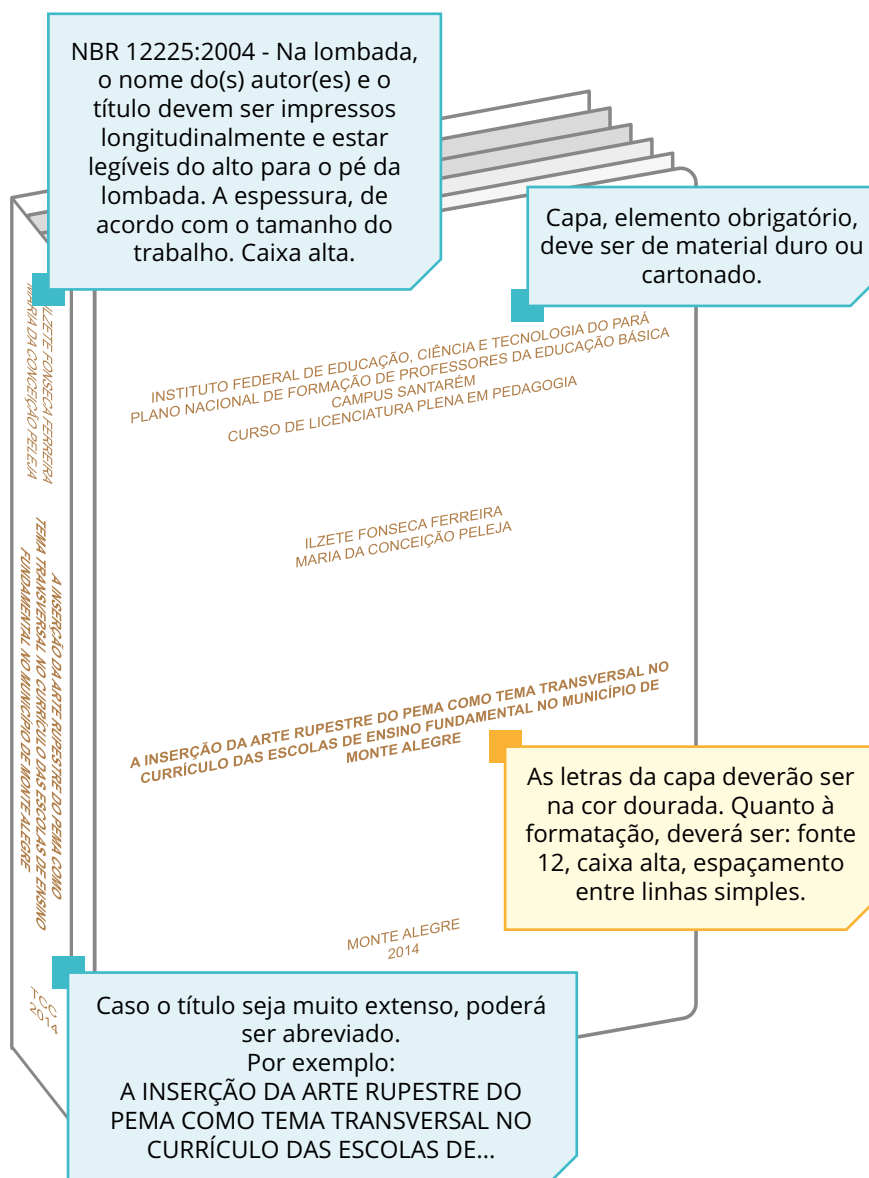 NBR 12225:2004 - Na lombada,
o nome do(s) autor(es) e o
título devem ser impressos
longitudinalmente e estar
legíveis do alto para o pé da
lombada. A espessura, de
acordo com o tamanho do
trabalho. Caixa alta.
Capa, elemento obrigatório,
deve ser de material duro ou
cartonado.
ILZETE FONSECA FERREIRA
MARIA DA CONCEIÇÃO PELEJA
A INSERÇÃO DA ARTE RUPESTRE DO PEMA COMO
TEMA TRANSVERSAL NO CURRÍCULO DAS ESCOLAS DE ENSINO
FUNDAMENTAL NO MUNICÍPIO DE MONTE ALEGRE
TCC
2014
INSTITUTO FEDERAL DE EDUCAÇÃO, CIÊNCIA E TECNOLOGIA DO PARÁ
PLANO NACIONAL DE FORMAÇÃO DE PROFESSORES DA EDUCAÇÃO BÁSICA
CAMPUS SANTARÉM
CURSO DE LICENCIATURA PLENA EM PEDAGOGIA
ILZETE FONSECA FERREIRA
MARIA DA CONCEIÇÃO PELEJA
A INSERÇÃO DA ARTE RUPESTRE DO PEMA COMO TEMA TRANSVERSAL NO
CURRÍCULO DAS ESCOLAS DE ENSINO FUNDAMENTAL NO MUNICÍPIO DE
MONTE ALEGRE
As letras da capa deverão ser
na cor dourada. Quanto à
formatação, deverá ser: fonte
12, caixa alta, espaçamento
entre linhas simples.
MONTE ALEGRE
2014
Caso o título seja muito extenso, poderá
ser abreviado.
Por exemplo:
A INSERÇÃO DA ARTE RUPESTRE DO
PEMA COMO TEMA TRANSVERSAL NO
CURRÍCULO DAS ESCOLAS DE...